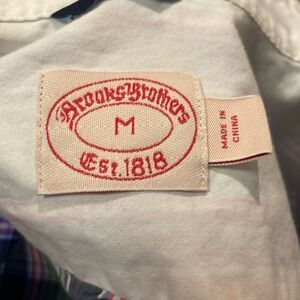 Brooks Brothers
M
Est. 1818
MADE IN
CHINA